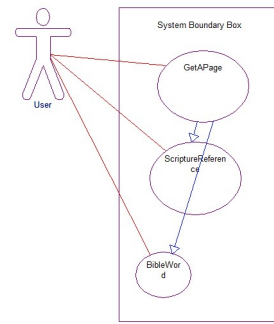 System Boundary Box
GetAPage
User
ScriptureReferen
ce
BibleWor
d